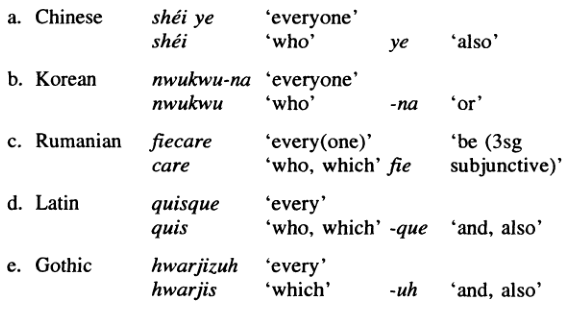 a. Chinese shéi ye ‘everyone’
shéi ‘who’ ye ‘also’
b. Korean nwukwu-na ‘everyone’
nwukwu ‘who’ -na ‘or’
c. Rumanian fiecare ‘every(one)’ ‘be (3sg
care ‘who, which’ fie subjunctive)’
d. Latin quisque ‘every’
quis ‘who, which’ -que ‘and, also’
e. Gothic hwarjizuh ‘every’
hwarjis ‘which’ -uh ‘and, also’